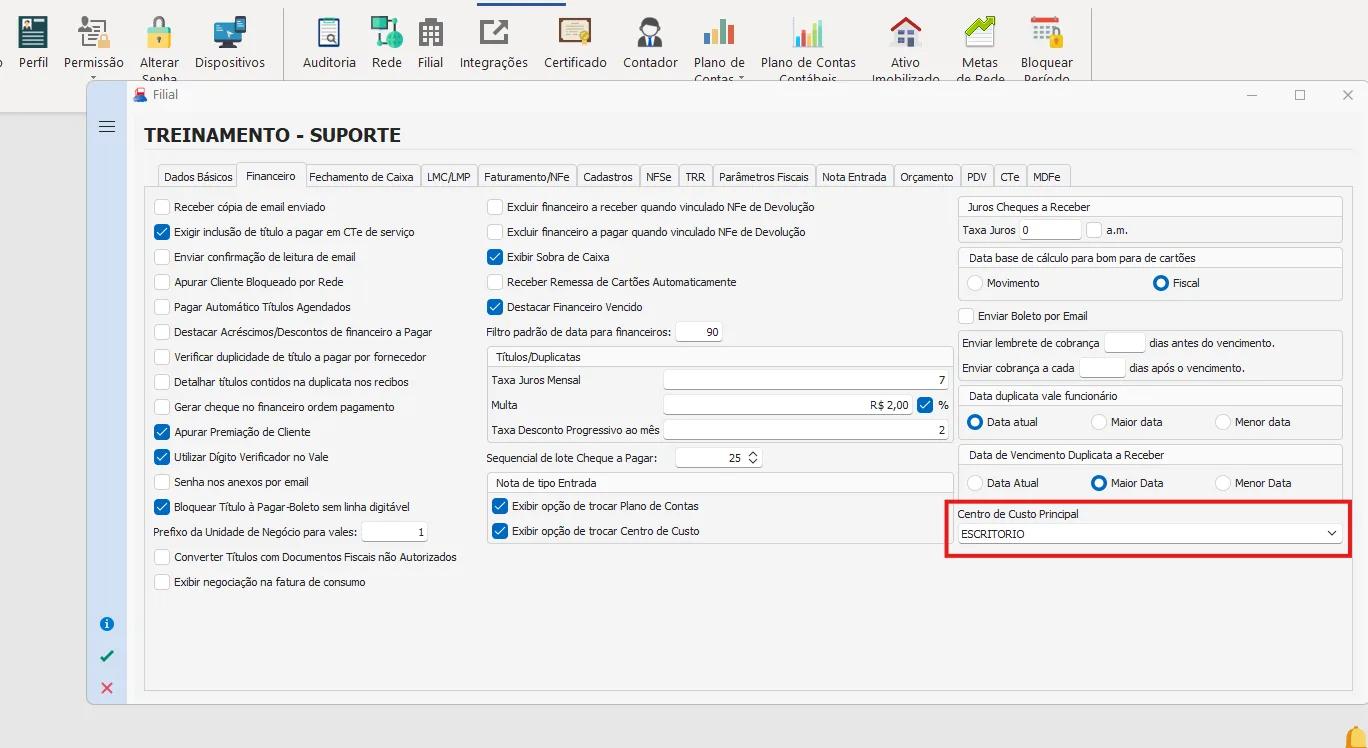 Perfil
Permissão
Alterar
Senha
Dispositivos
Auditoria
Rede
Filial
Integrações
Certificado
Contador
Plano de
Contas
Plano de Contas
Contábeis
Ativo
Imobilizado
Metas
de Rede
Bloquear
Período
Filial
TREINAMENTO - SUPORTE
Dados Básicos
Financeiro
Fechamento de Caixa
LMC/LMP
Faturamento/NFe
Cadastros
NFSe
TRR
Parâmetros Fiscais
Nota Entrada
Orçamento
PDV
CTe
MDFe
Receber cópia de email enviado
Exigir inclusão de título a pagar em CTe de serviço
Enviar confirmação de leitura de email
Apurar Cliente Bloqueado por Rede
Pagar Automático Títulos Agendados
Destacar Acréscimos/Descontos de financeiro a Pagar
Verificar duplicidade de título a pagar por fornecedor
Detalhar títulos contidos na duplicata nos recibos
Gerar cheque no financeiro ordem pagamento
Apurar Premiação de Cliente
Utilizar Dígito Verificador no Vale
Senha nos anexos por email
Bloquear Título à Pagar-Boleto sem linha digitável
Prefixo da Unidade de Negócio para vales: 1
Converter Títulos com Documentos Fiscais não Autorizados
Exibir negociação na fatura de consumo
Excluir financeiro a receber quando vinculado NFe de Devolução
Excluir financeiro a pagar quando vinculado NFe de Devolução
Exibir Sobra de Caixa
Receber Remessa de Cartões Automaticamente
Destacar Financeiro Vencido
Filtro padrão de data para financeiros: 90
Títulos/Duplicatas
Taxa Juros Mensal 7
Multa R$ 2,00 %
Taxa Desconto Progressivo ao mês 2
Sequencial de lote Cheque a Pagar: 25
Nota de tipo Entrada
Exibir opção de trocar Plano de Contas
Exibir opção de trocar Centro de Custo
Juros Cheques a Receber
Taxa Juros 0 a.m.
Data base de cálculo para bom para de cartões
Movimento Fiscal
Enviar Boleto por Email
Enviar lembrete de cobrança dias antes do vencimento.
Enviar cobrança a cada dias após o vencimento.
Data duplicata vale funcionário
Data atual Maior data Menor data
Data de Vencimento Duplicata a Receber
Data Atual Maior Data Menor Data
Centro de Custo Principal
ESCRITORIO